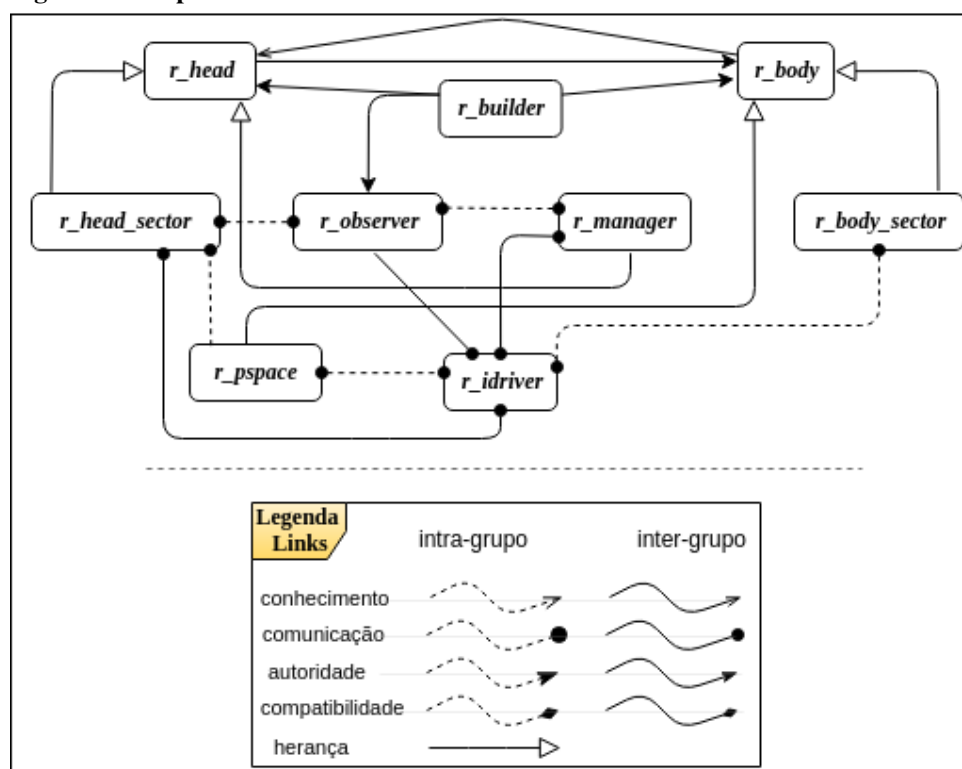 r_head
r_body
r_builder
r_head_sector
r_observer
r_manager
r_body_sector
r_pspace
r_idriver
Legenda
Links
intra-grupo
inter-grupo
conhecimento
comunicação
autoridade
compatibilidade
herança